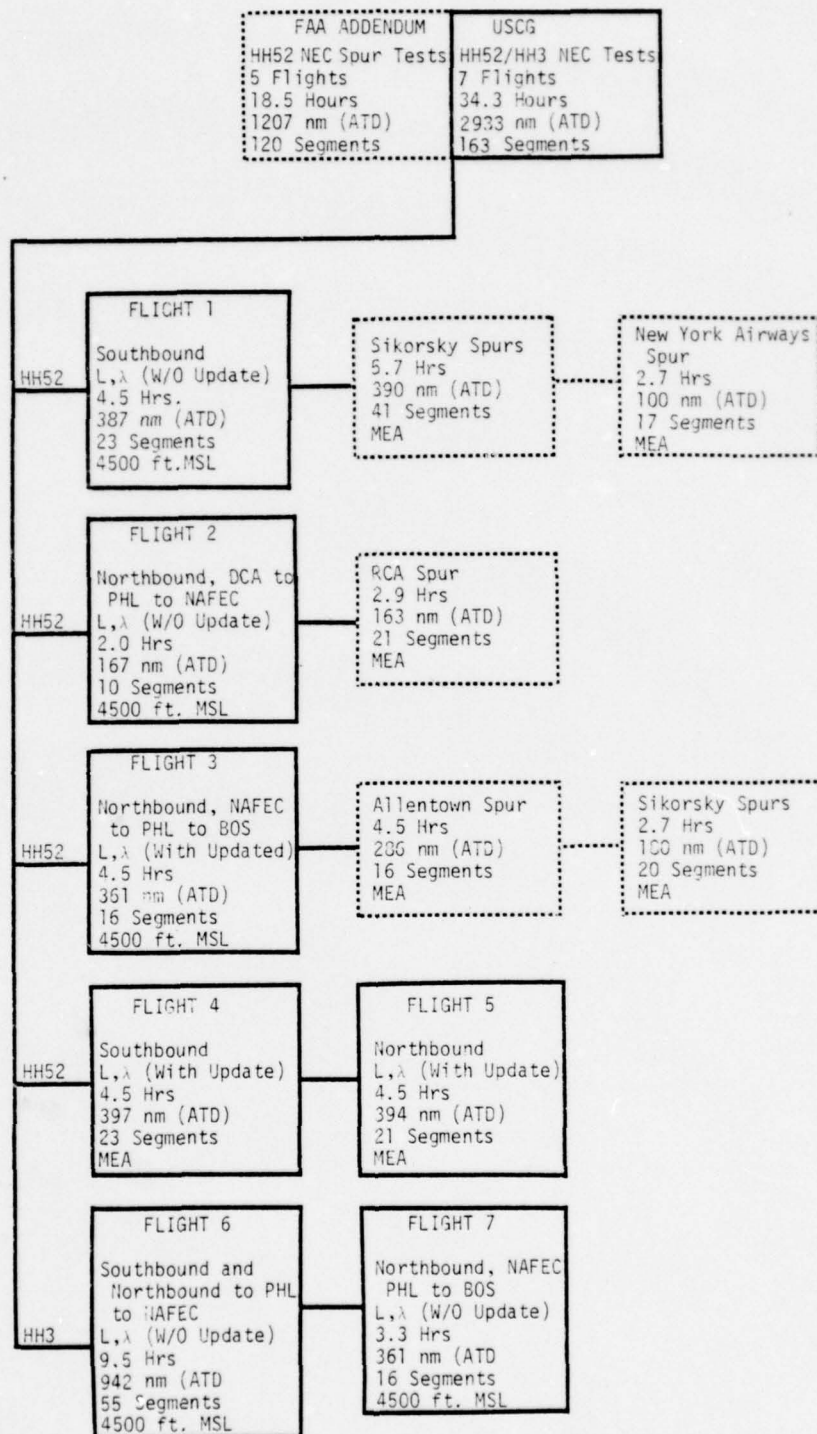 FAA ADDENDUM
HH52 NEC Spur Tests
5 Flights
18.5 Hours
1207 nm (ATD)
120 Segments
USCG
HH52/HH3 NEC Tests
7 Flights
34.3 Hours
2933 nm (ATD)
163 Segments
HH52
FLIGHT 1
Southbound
L,λ (W/O Update)
4.5 Hrs.
387 nm (ATD)
23 Segments
4500 ft.MSL
Sikorsky Spurs
5.7 Hrs
390 nm (ATD)
41 Segments
MEA
New York Airways
Spur
2.7 Hrs
100 nm (ATD)
17 Segments
MEA
HH52
FLIGHT 2
Northbound, DCA to
PHL to NAFEC
L,λ (W/O Update)
2.0 Hrs
167 nm (ATD)
10 Segments
4500 ft. MSL
RCA Spur
2.9 Hrs
163 nm (ATD)
21 Segments
MEA
HH52
FLIGHT 3
Northbound, NAFEC
to PHL to BOS
L,λ (With Updated)
4.5 Hrs
361 nm (ATD)
16 Segments
4500 ft. MSL
Allentown Spur
4.5 Hrs
nm (ATD)
16 Segments
MEA
Sikorsky Spurs
2.7 Hrs
nm (ATD)
20 Segments
MEA
HH52
FLIGHT 4
Southbound
L,λ (With Update)
4.5 Hrs
397 nm (ATD)
23 Segments
MEA
FLIGHT 5
Northbound
L,λ (With Update)
4.5 Hrs
394 nm (ATD)
21 Segments
MEA
HH3
FLIGHT 6
Southbound and
Northbound to PHL
to NAFEC
L,λ (W/O Update)
9.5 Hrs
942 nm (ATD
55 Segments
4500 ft. MSL
FLIGHT 7
Northbound, NAFEC
PHL to BOS
L,λ (W/O Update)
3.3 Hrs
361 nm (ATD
16 Segments
4500 ft. MSL